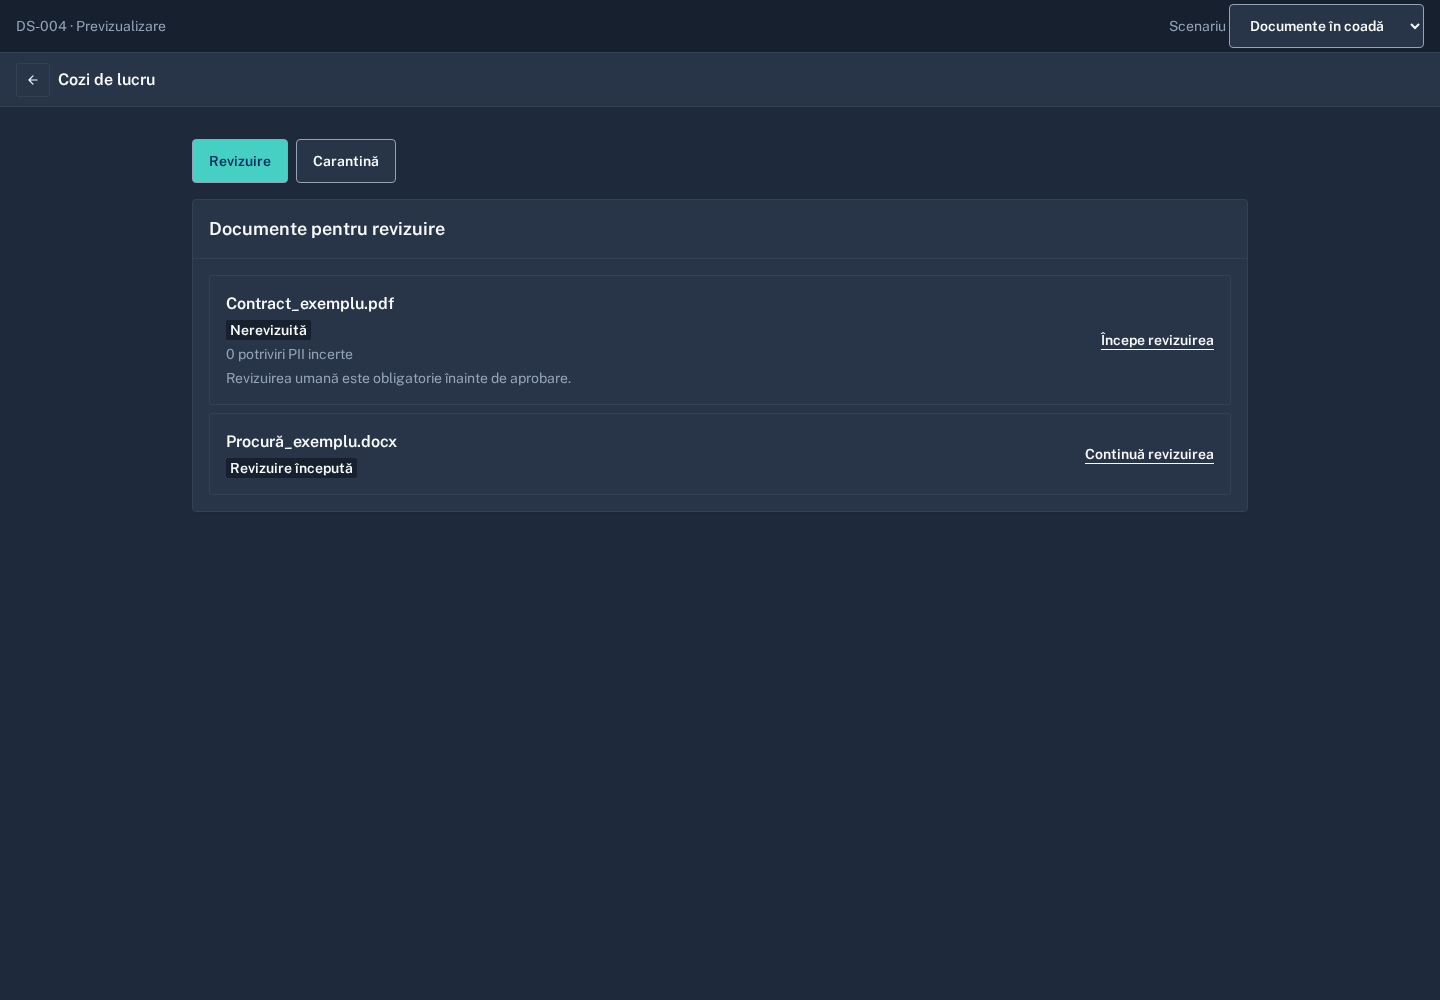 DS-004 · Previzualizare
Scenariu Documente în coadă
Cozi de lucru
Revizuire Carantină
Documente pentru revizuire
Contract_exemplu.pdf
Nerevizuită
0 potriviri PII incerte
Revizuirea umană este obligatorie înainte de aprobare.
Începe revizuirea
Procură_exemplu.docx
Revizuire începută
Continuă revizuirea